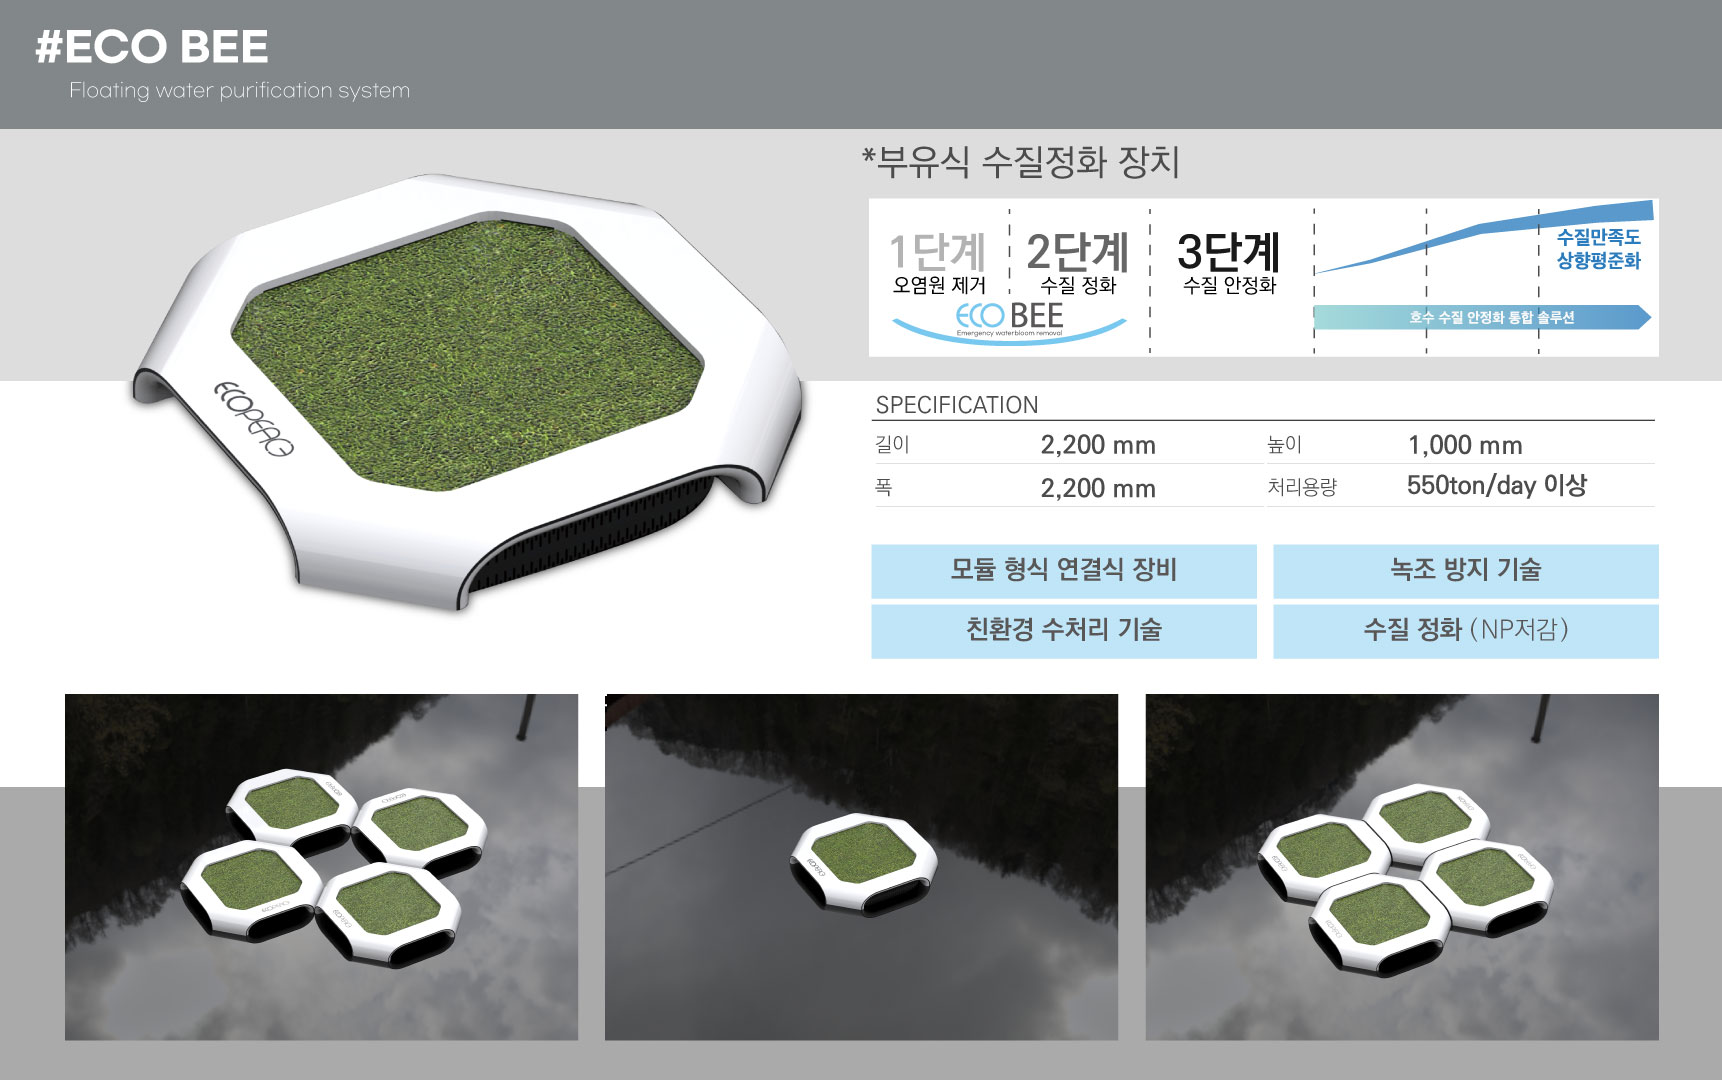 #ECO BEE
Floating water purification system
*부유식 수질정화 장치
1단계
오염원 제거
2단계
수질 정화
3단계
수질 안정화
ECO BEE
Emergency waterbloom removal
수질만족도
상향평준화
호수 수질 안정화 통합 솔루션
ECOPEAG
SPECIFICATION
길이 2,200 mm 높이 1,000 mm
폭 2,200 mm 처리용량 550ton/day 이상
모듈 형식 연결식 장비
녹조 방지 기술
친환경 수처리 기술
수질 정화 (NP저감)